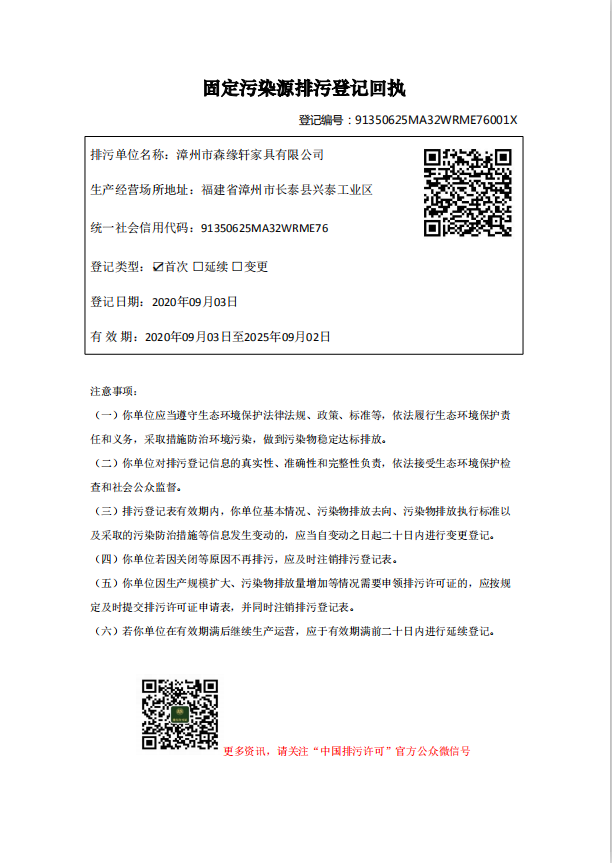 固定污染源排污登记回执
登记编号：91350625MA32WRME76001X
排污单位名称：漳州市森缘轩家具有限公司
生产经营场所地址：福建省漳州市长泰县兴泰工业区
统一社会信用代码：91350625MA32WRME76
登记类型：☑首次 ☐延续 ☐变更
登记日期：2020年09月03日
有 效 期：2020年09月03日至2025年09月02日
注意事项：
（一）你单位应当遵守生态环境保护法律法规、政策、标准等，依法履行生态环境保护责
任和义务，采取措施防治环境污染，做到污染物稳定达标排放。
（二）你单位对排污登记信息的真实性、准确性和完整性负责，依法接受生态环境保护检
查和社会公众监督。
（三）排污登记表有效期内，你单位基本情况、污染物排放去向、污染物排放执行标准以
及采取的污染防治措施等信息发生变动的，应当自变动之日起二十日内进行变更登记。
（四）你单位若因关闭等原因不再排污，应及时注销排污登记表。
（五）你单位因生产规模扩大、污染物排放量增加等情况需要申领排污许可证的，应按规
定及时提交排污许可证申请表，并同时注销排污登记表。
（六）若你单位在有效期满后继续生产运营，应于有效期满前二十日内进行延续登记。
更多资讯，请关注“中国排污许可”官方公众微信号